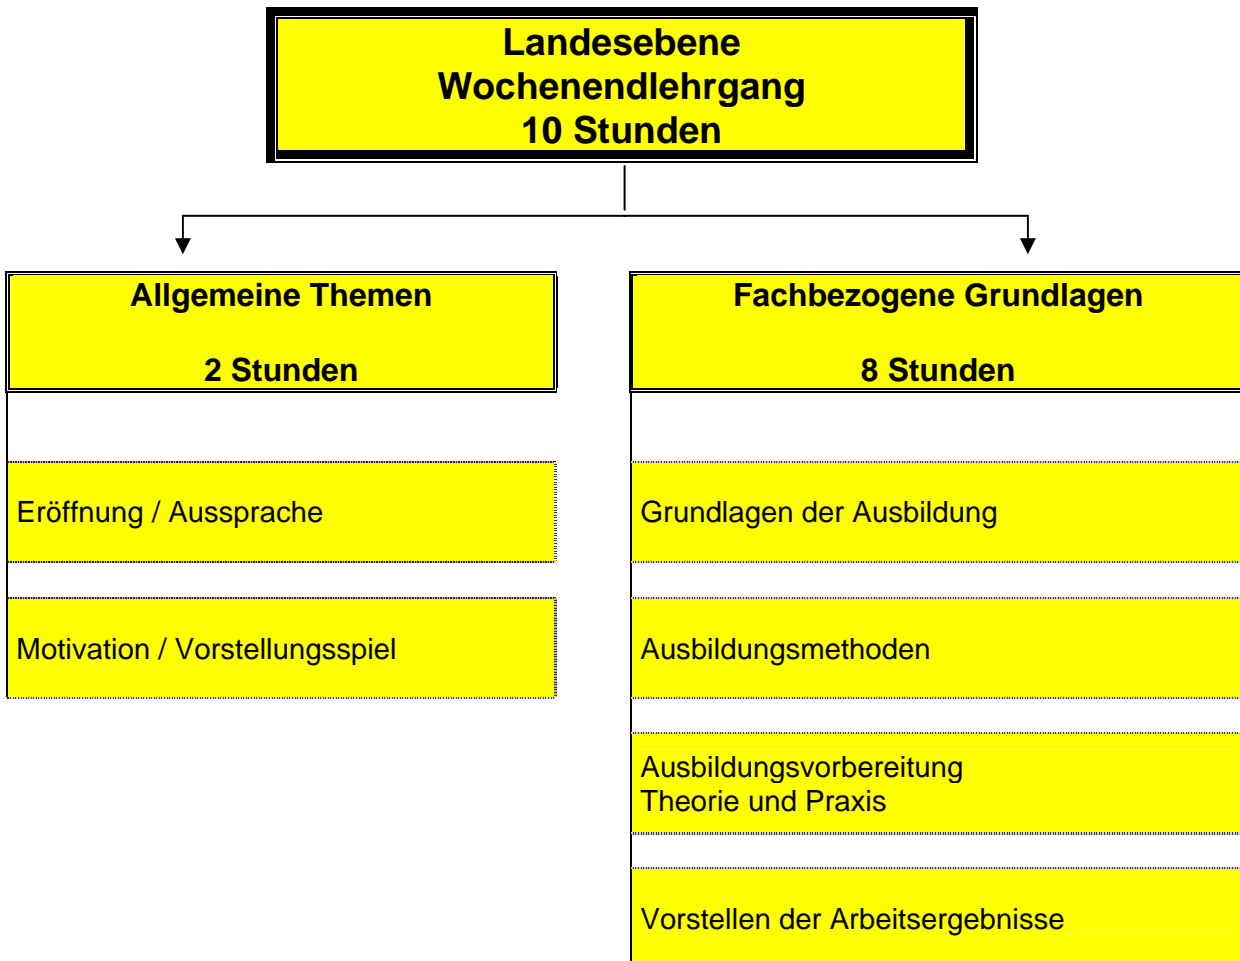 Landesebene
Wochenendlehrgang
10 Stunden
Allgemeine Themen
2 Stunden
Eröffnung / Aussprache
Motivation / Vorstellungsspiel
Fachbezogene Grundlagen
8 Stunden
Grundlagen der Ausbildung
Ausbildungsmethoden
Ausbildungsvorbereitung
Theorie und Praxis
Vorstellen der Arbeitsergebnisse